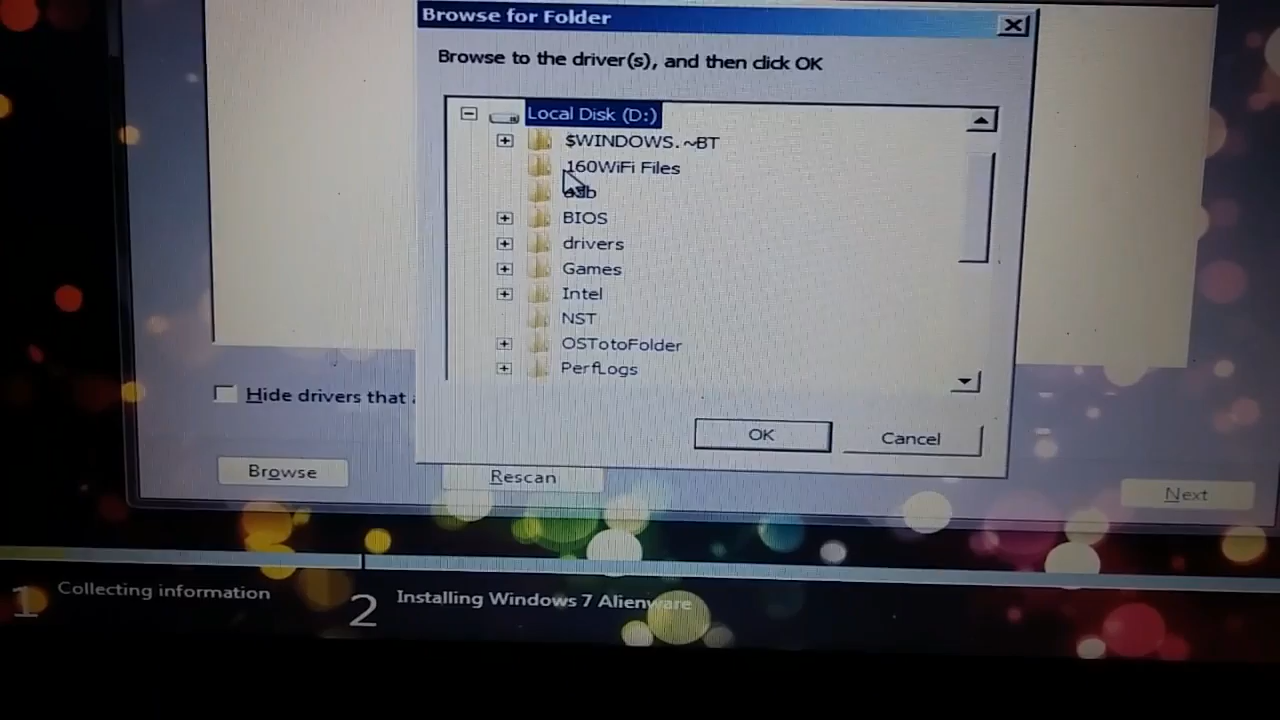 Browse for Folder
Browse to the driver(s), and then click OK
Local Disk (D:)
$WINDOWS.~BT
160WiFi Files
BIOS
drivers
Games
Intel
NST
OSTotoFolder
PerfLogs
Hide drivers that
OK
Cancel
Browse
Rescan
Next
1 Collecting information
2 Installing Windows 7 Alienware